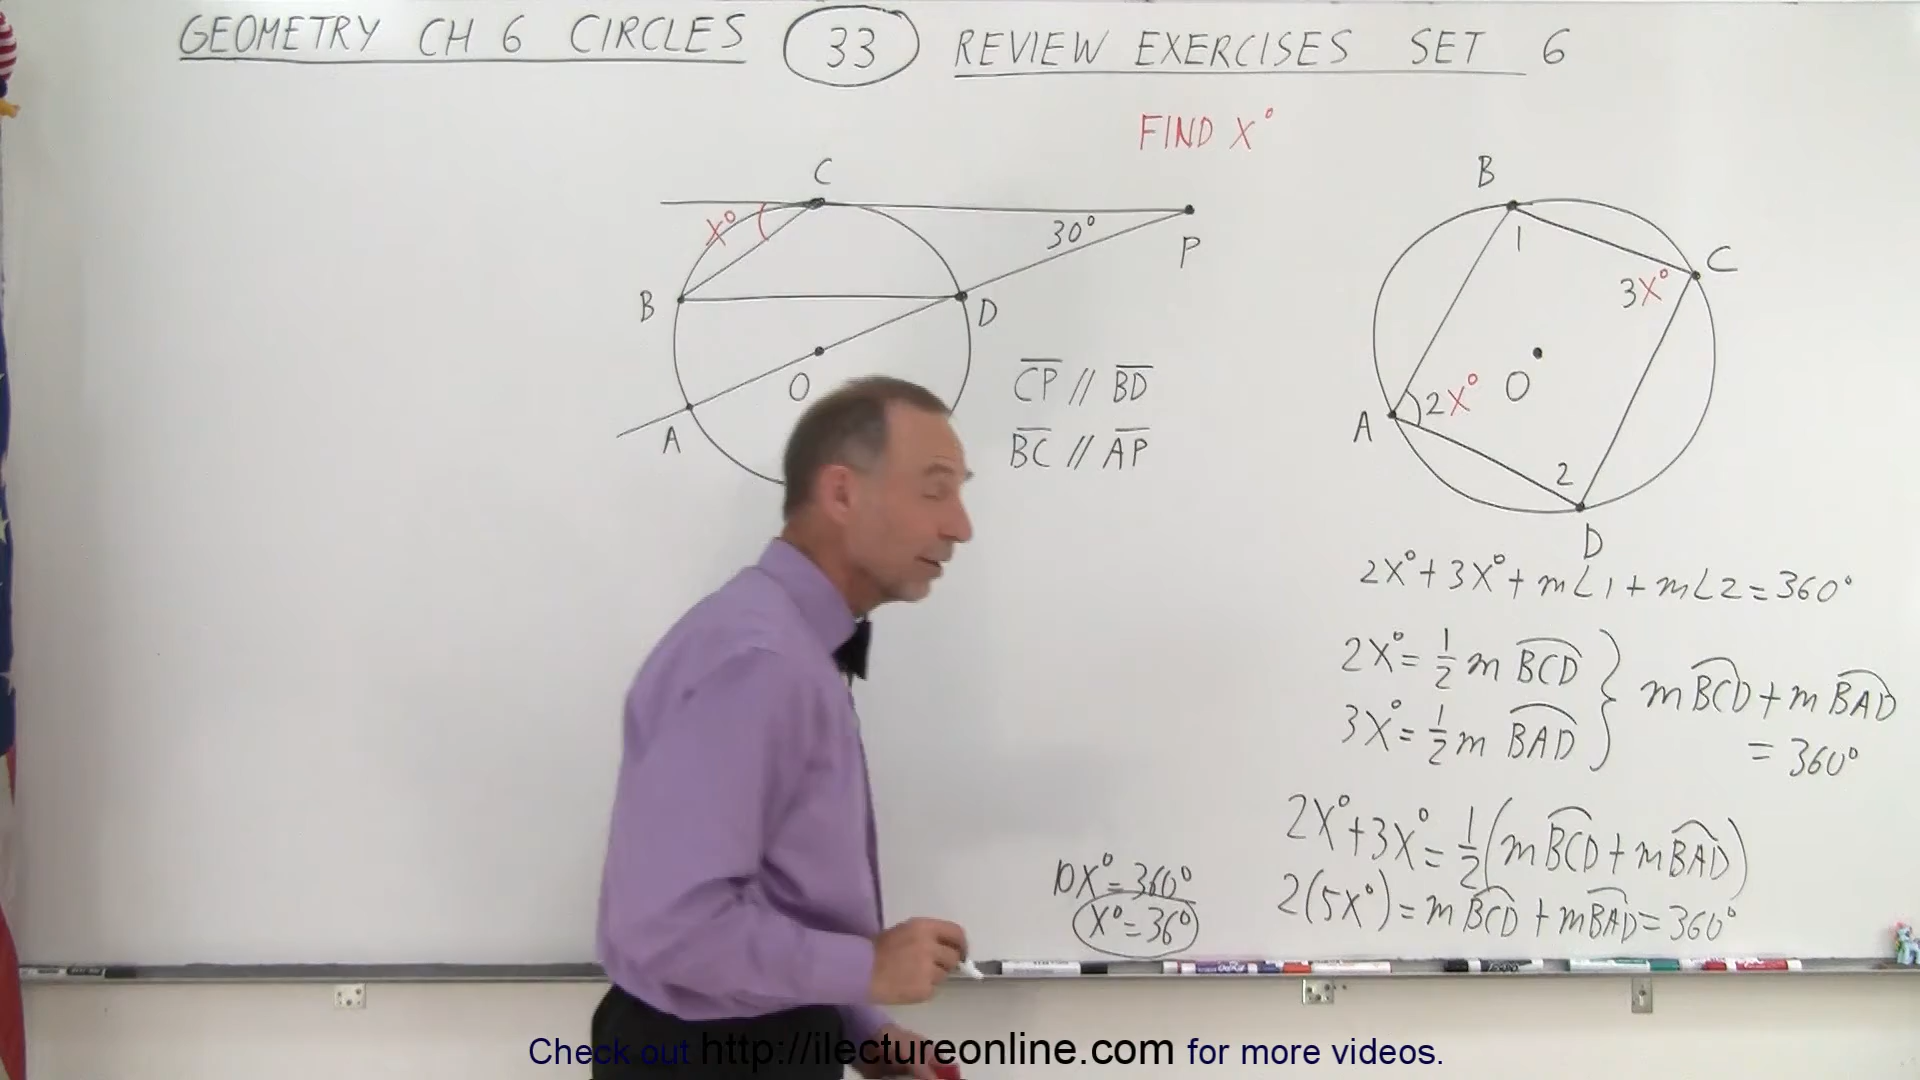 GEOMETRY CH 6 CIRCLES 33 REVIEW EXERCISES SET 6
FIND X°
C
X°
30°
P
B
D
O
A
CP // BD
BC // AP
B
1
C
3X°
O
2X°
A
2
D
2X° + 3X° + m∠1 + m∠2 = 360°
2X° = 1/2 m BCD
3X° = 1/2 m BAD
m BCD + m BAD
= 360°
2X° + 3X° = 1/2 (m BCD + m BAD)
2(5X°) = m BCD + m BAD = 360°
10X° = 360°
X° = 36°
Check out http://ilectureonline.com for more videos.